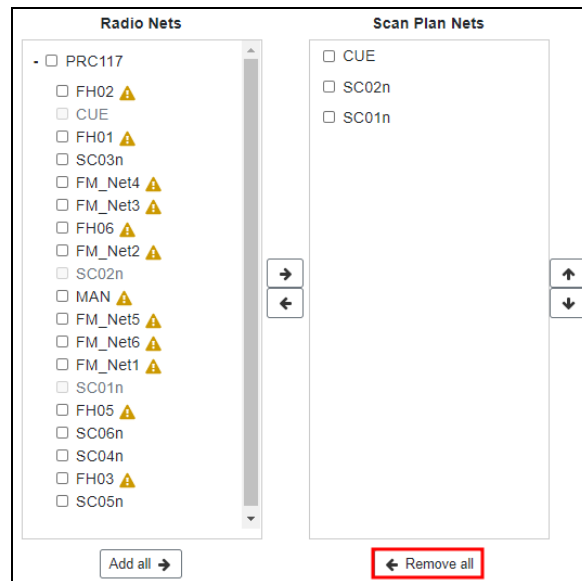 Radio Nets
- PRC117
FH02
CUE
FH01
SC03n
FM_Net4
FM_Net3
FH06
FM_Net2
SC02n
MAN
FM_Net5
FM_Net6
FM_Net1
SC01n
FH05
SC06n
SC04n
FH03
SC05n
Add all →
Scan Plan Nets
CUE
SC02n
SC01n
← Remove all